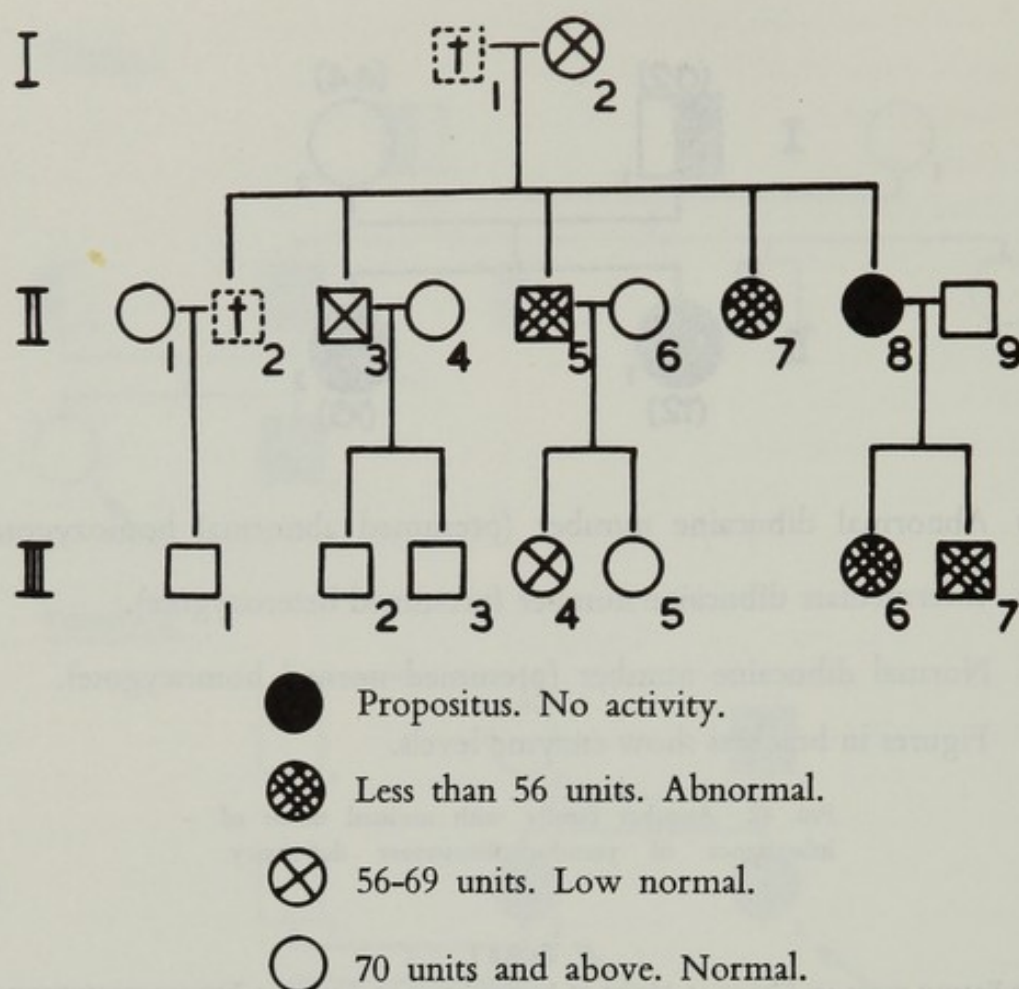 I
† 1 2
II
1 † 2 3 4 5 6 7 8 9
III
1 2 3 4 5 6 7
Propositus. No activity.
Less than 56 units. Abnormal.
56-69 units. Low normal.
70 units and above. Normal.